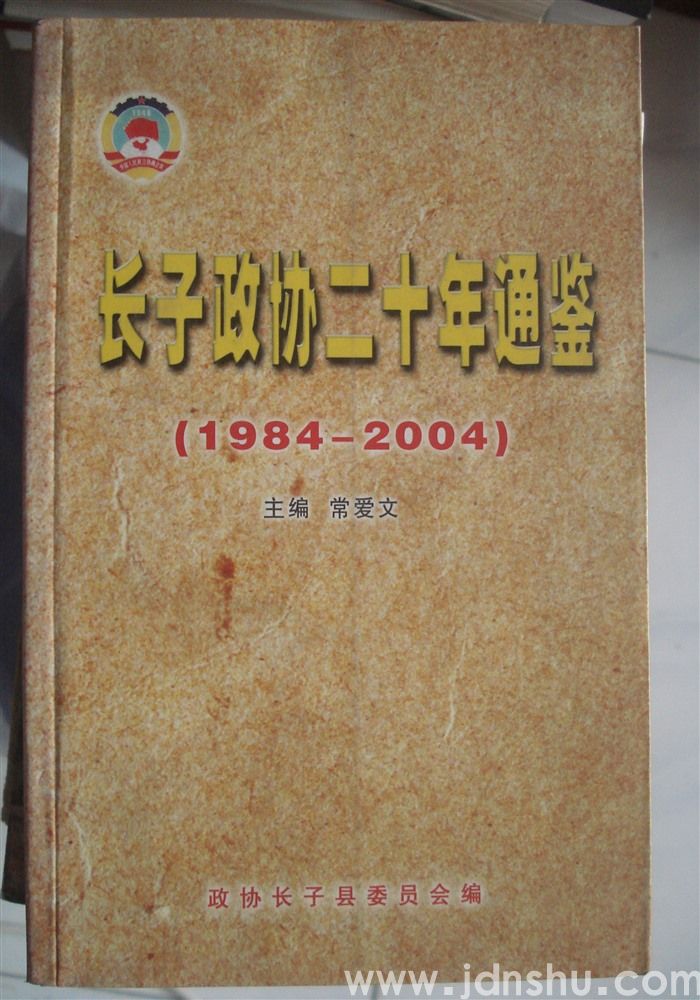 长子政协二十年通鉴
(1984-2004)
主编 常爱文
政协长子县委员会编
www.jdnshu.com